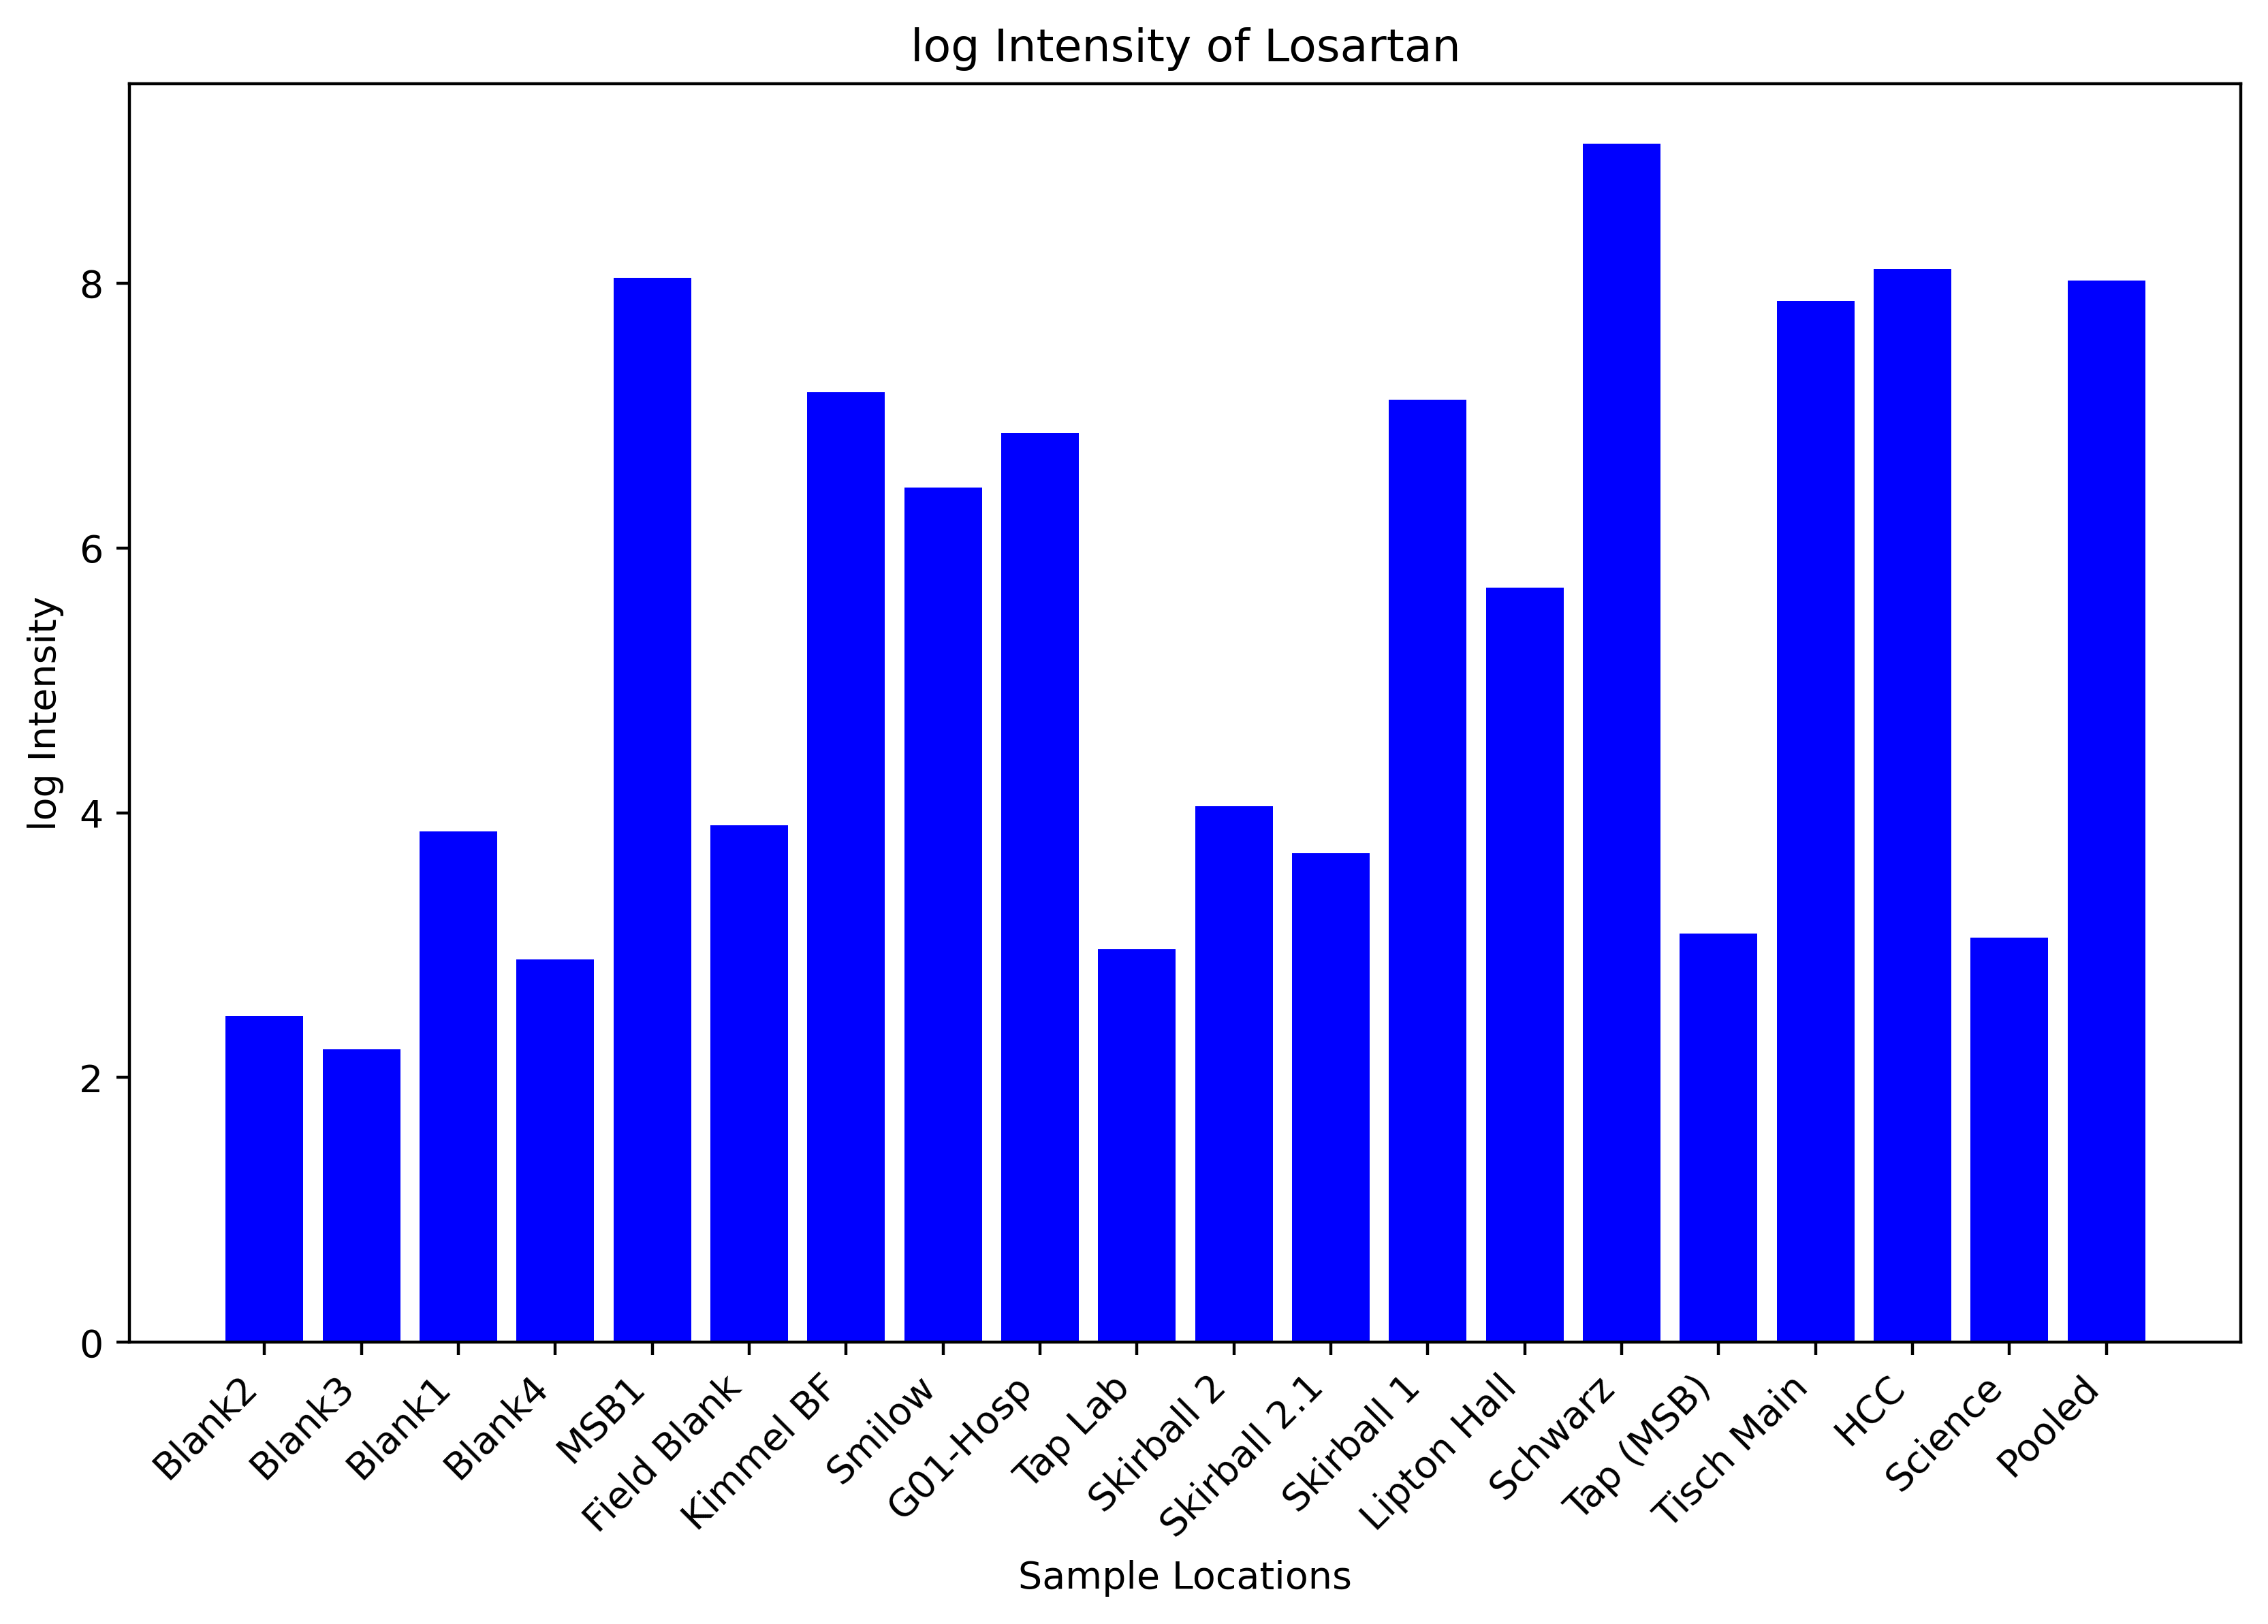 log Intensity of Losartan
log Intensity
8
6
4
2
0
Blank2
Blank3
Blank1
Blank4
MSB1
Field Blank
Kimmel BF
Smilow
G01-Hosp
Tap Lab
Skirball 2
Skirball 2.1
Skirball 1
Lipton Hall
Schwarz
Tap (MSB)
Tisch Main
HCC
Science
Pooled
Sample Locations